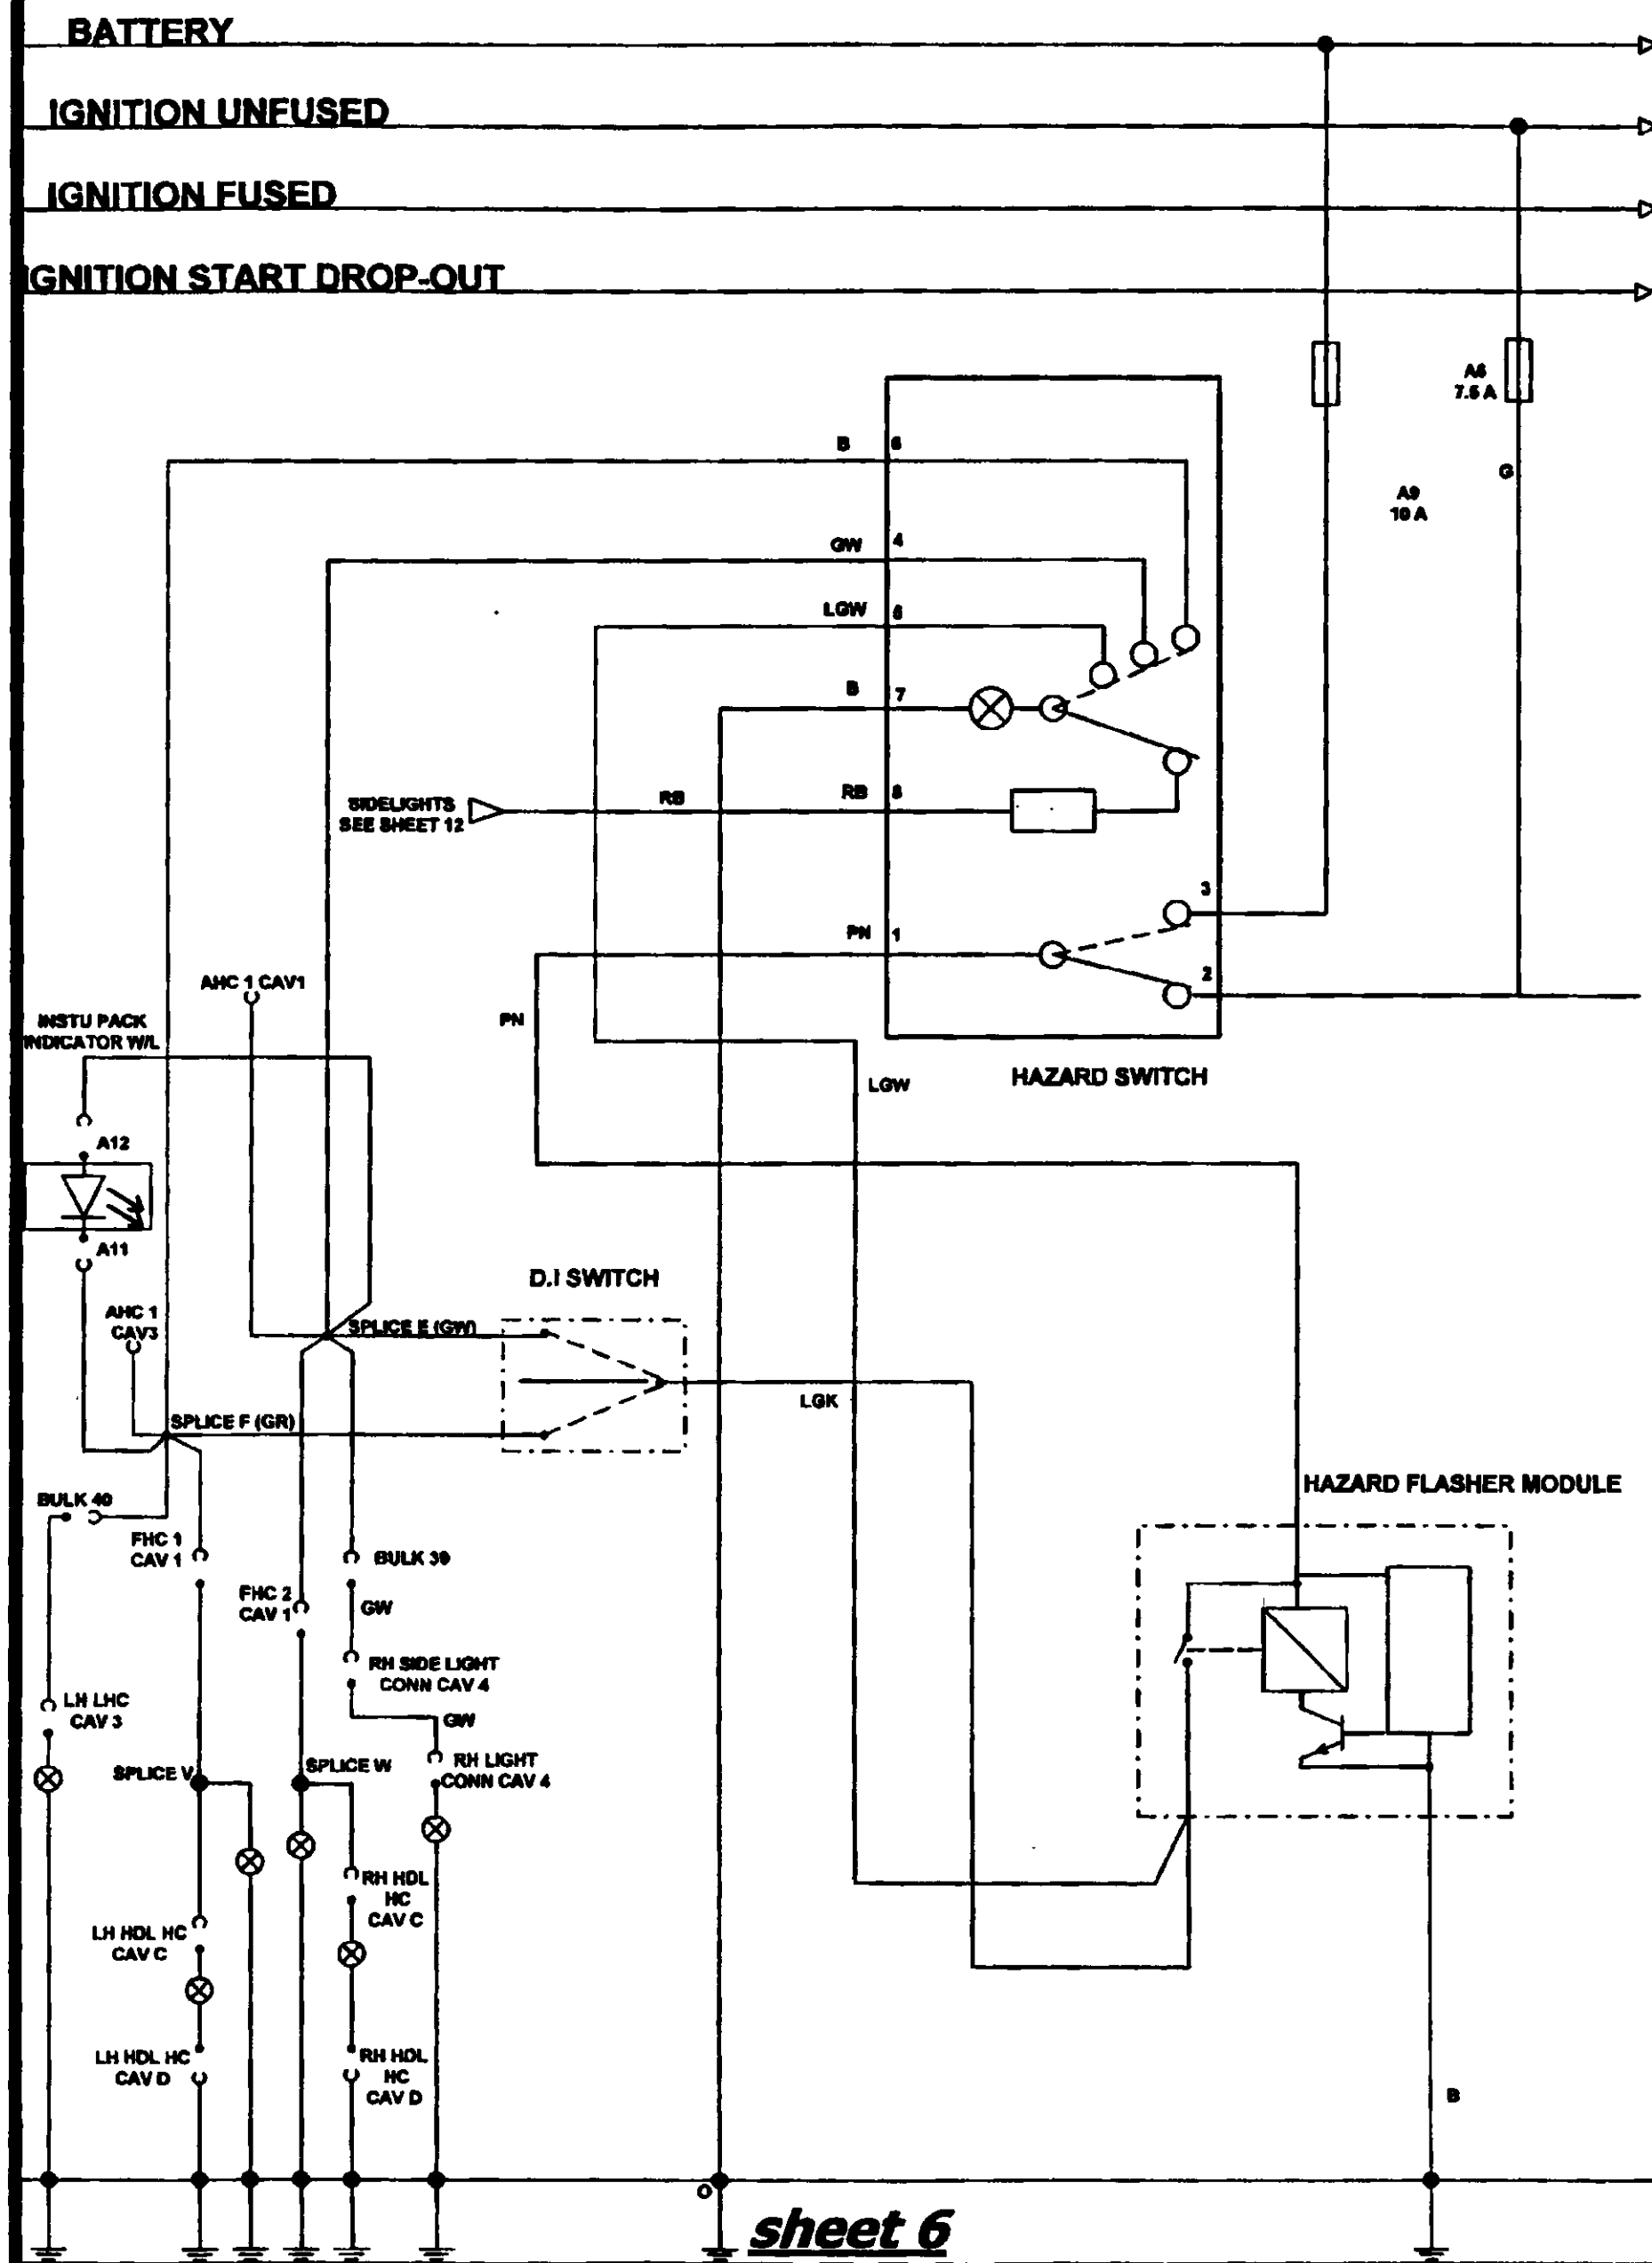 BATTERY
IGNITION UNFUSED
IGNITION FUSED
IGNITION START DROP-OUT
A6
7.5 A
G
A9
10 A
B
6
GW
4
LGW
5
B
7
SIDELIGHTS
SEE SHEET 12
RB
RB
8
3
PN
1
2
AHC 1 CAV1
PN
INSTU PACK
INDICATOR W/L
HAZARD SWITCH
LGW
A12
A11
D.I SWITCH
AHC 1
CAV3
SPLICE E (GW)
LGK
SPLICE F (GR)
HAZARD FLASHER MODULE
BULK 40
FHC 1
CAV 1
BULK 39
FHC 2
CAV 1
GW
RH SIDE LIGHT
CONN CAV 4
LH LHC
CAV 3
GW
SPLICE V
SPLICE W
RH LIGHT
CONN CAV 4
RH HDL
HC
CAV C
LH HDL HC
CAV C
LH HDL HC
CAV D
RH HDL
HC
CAV D
B
O
sheet 6